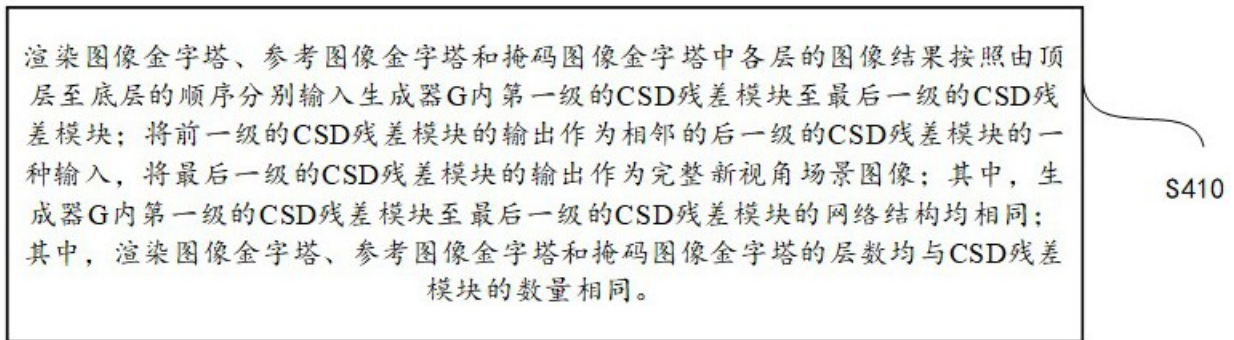 渲染图像金字塔、参考图像金字塔和掩码图像金字塔中各层的图像结果按照由顶
层至底层的顺序分别输入生成器G内第一级的CSD残差模块至最后一级的CSD残
差模块；将前一级的CSD残差模块的输出作为相邻的后一级的CSD残差模块的一
种输入，将最后一级的CSD残差模块的输出作为完整新视角场景图像；其中，生
成器G内第一级的CSD残差模块至最后一级的CSD残差模块的网络结构均相同；
其中，渲染图像金字塔、参考图像金字塔和掩码图像金字塔的层数均与CSD残差
模块的数量相同。
S410